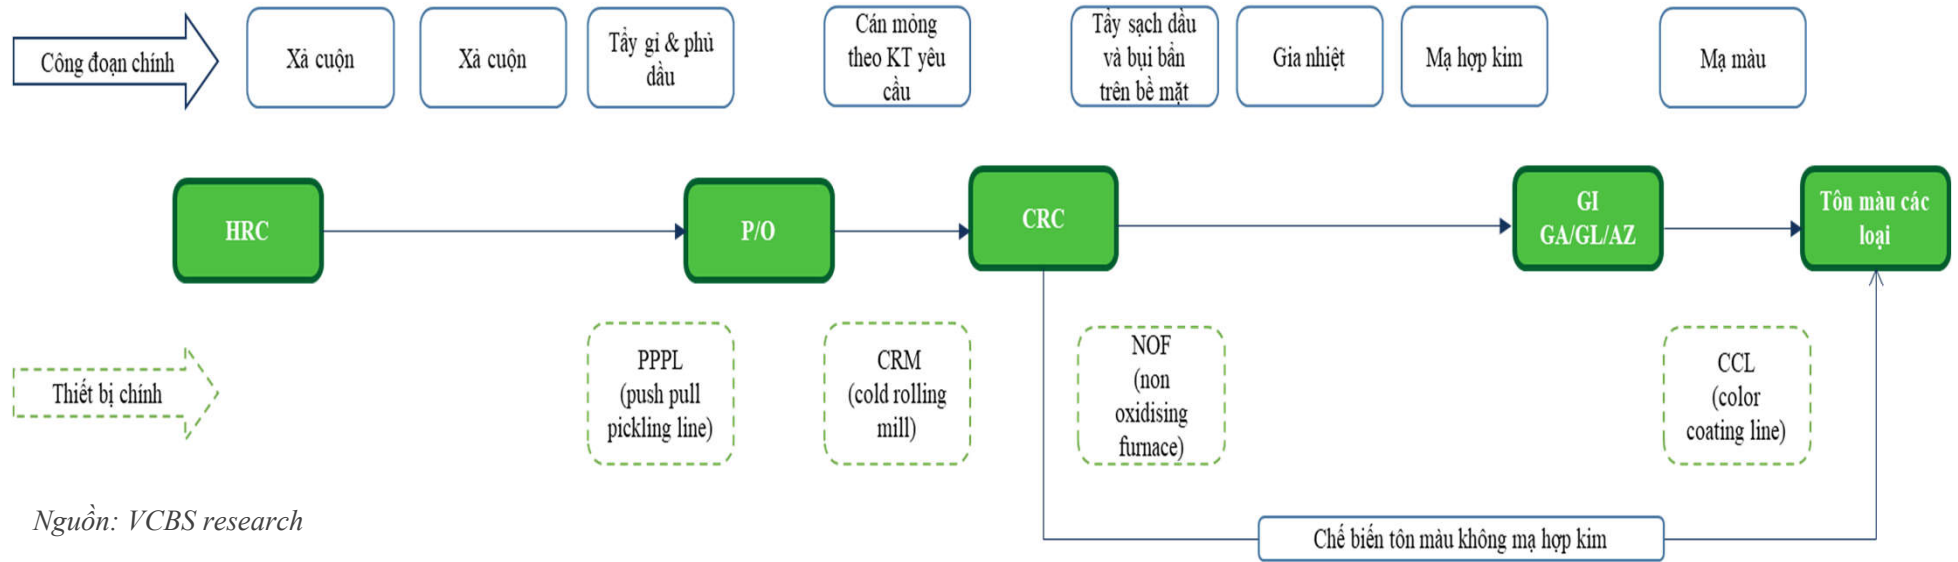 Công đoạn chính
Xả cuộn
Xả cuộn
Tẩy gỉ & phủ
dầu
Cán mỏng
theo KT yêu
cầu
Tẩy sạch dầu
và bụi bẩn
trên bề mặt
Gia nhiệt
Mạ hợp kim
Mạ màu
HRC
P/O
CRC
GI
GA/GL/AZ
Tôn màu các
loại
Thiết bị chính
PPPL
(push pull
pickling line)
CRM
(cold rolling
mill)
NOF
(non
oxidising
furnace)
CCL
(color
coating line)
Nguồn: VCBS research
Chế biến tôn màu không mạ hợp kim